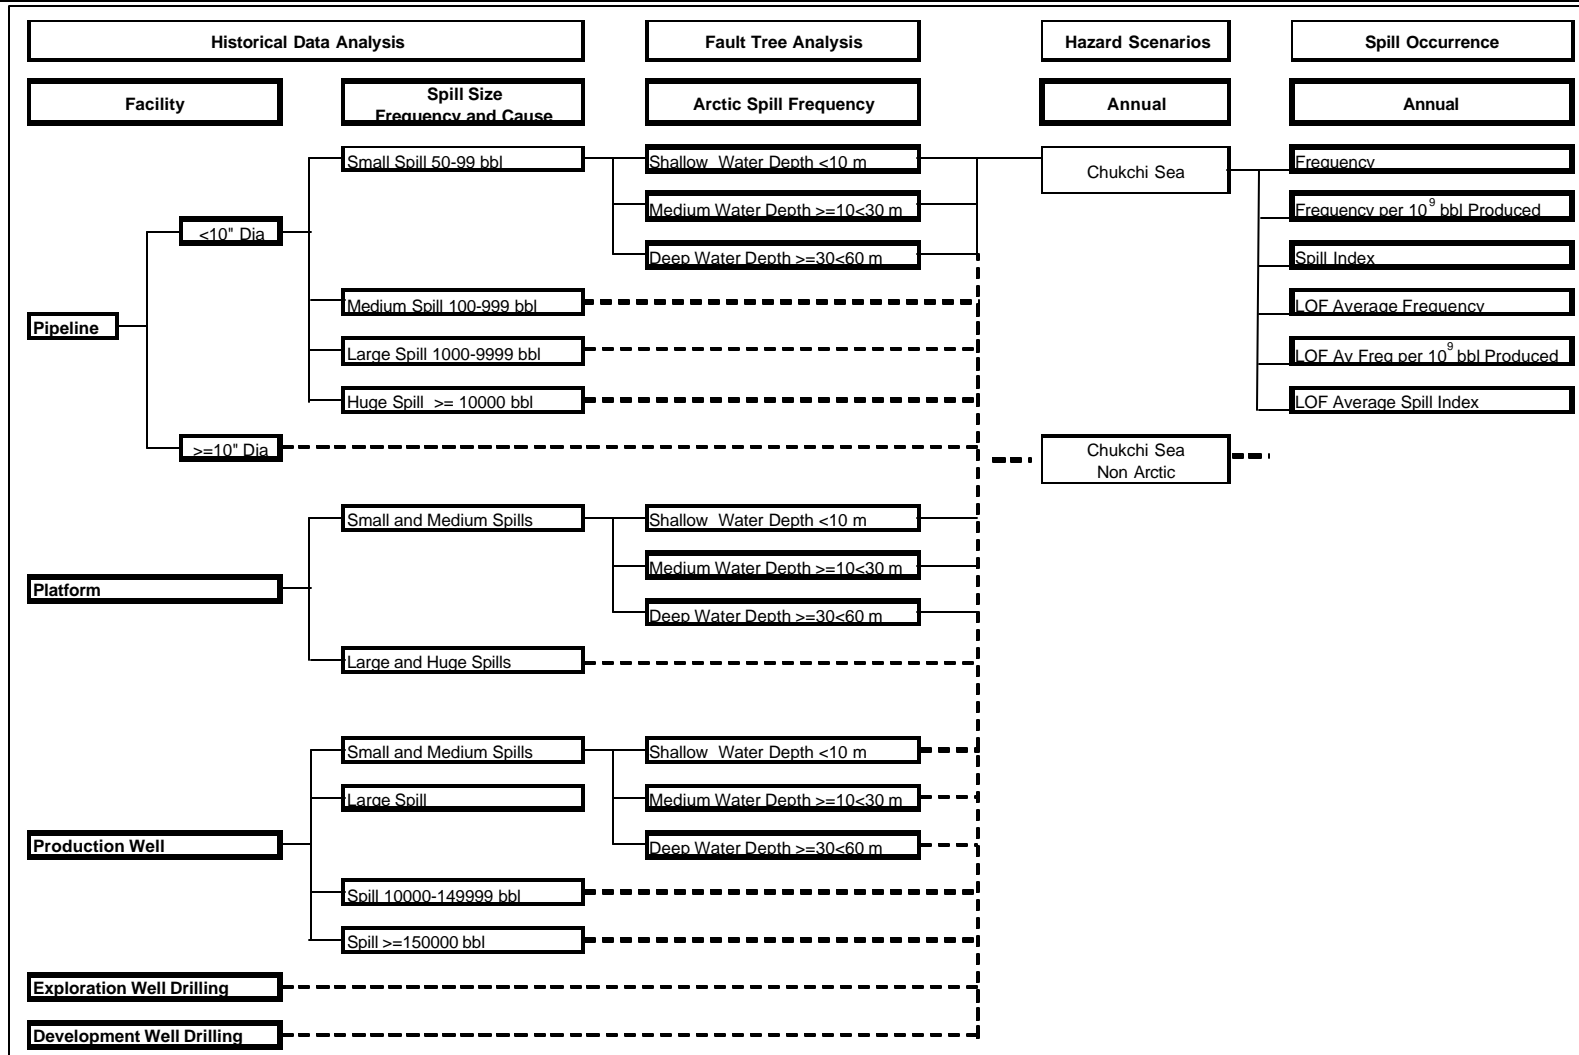 Historical Data Analysis
Fault Tree Analysis
Hazard Scenarios
Spill Occurrence
Facility
Spill Size
Frequency and Cause
Arctic Spill Frequency
Annual
Annual
Small Spill 50-99 bbl
Shallow Water Depth <10 m
Chukchi Sea
Frequency
Medium Water Depth >=10<30 m
Frequency per 10⁹ bbl Produced
<10" Dia
Deep Water Depth >=30<60 m
Spill Index
Medium Spill 100-999 bbl
LOF Average Frequency
Pipeline
Large Spill 1000-9999 bbl
LOF Av Freq per 10⁹ bbl Produced
Huge Spill >= 10000 bbl
LOF Average Spill Index
>=10" Dia
Chukchi Sea
Non Arctic
Small and Medium Spills
Shallow Water Depth <10 m
Medium Water Depth >=10<30 m
Platform
Deep Water Depth >=30<60 m
Large and Huge Spills
Small and Medium Spills
Shallow Water Depth <10 m
Large Spill
Medium Water Depth >=10<30 m
Production Well
Deep Water Depth >=30<60 m
Spill 10000-149999 bbl
Spill >=150000 bbl
Exploration Well Drilling
Development Well Drilling